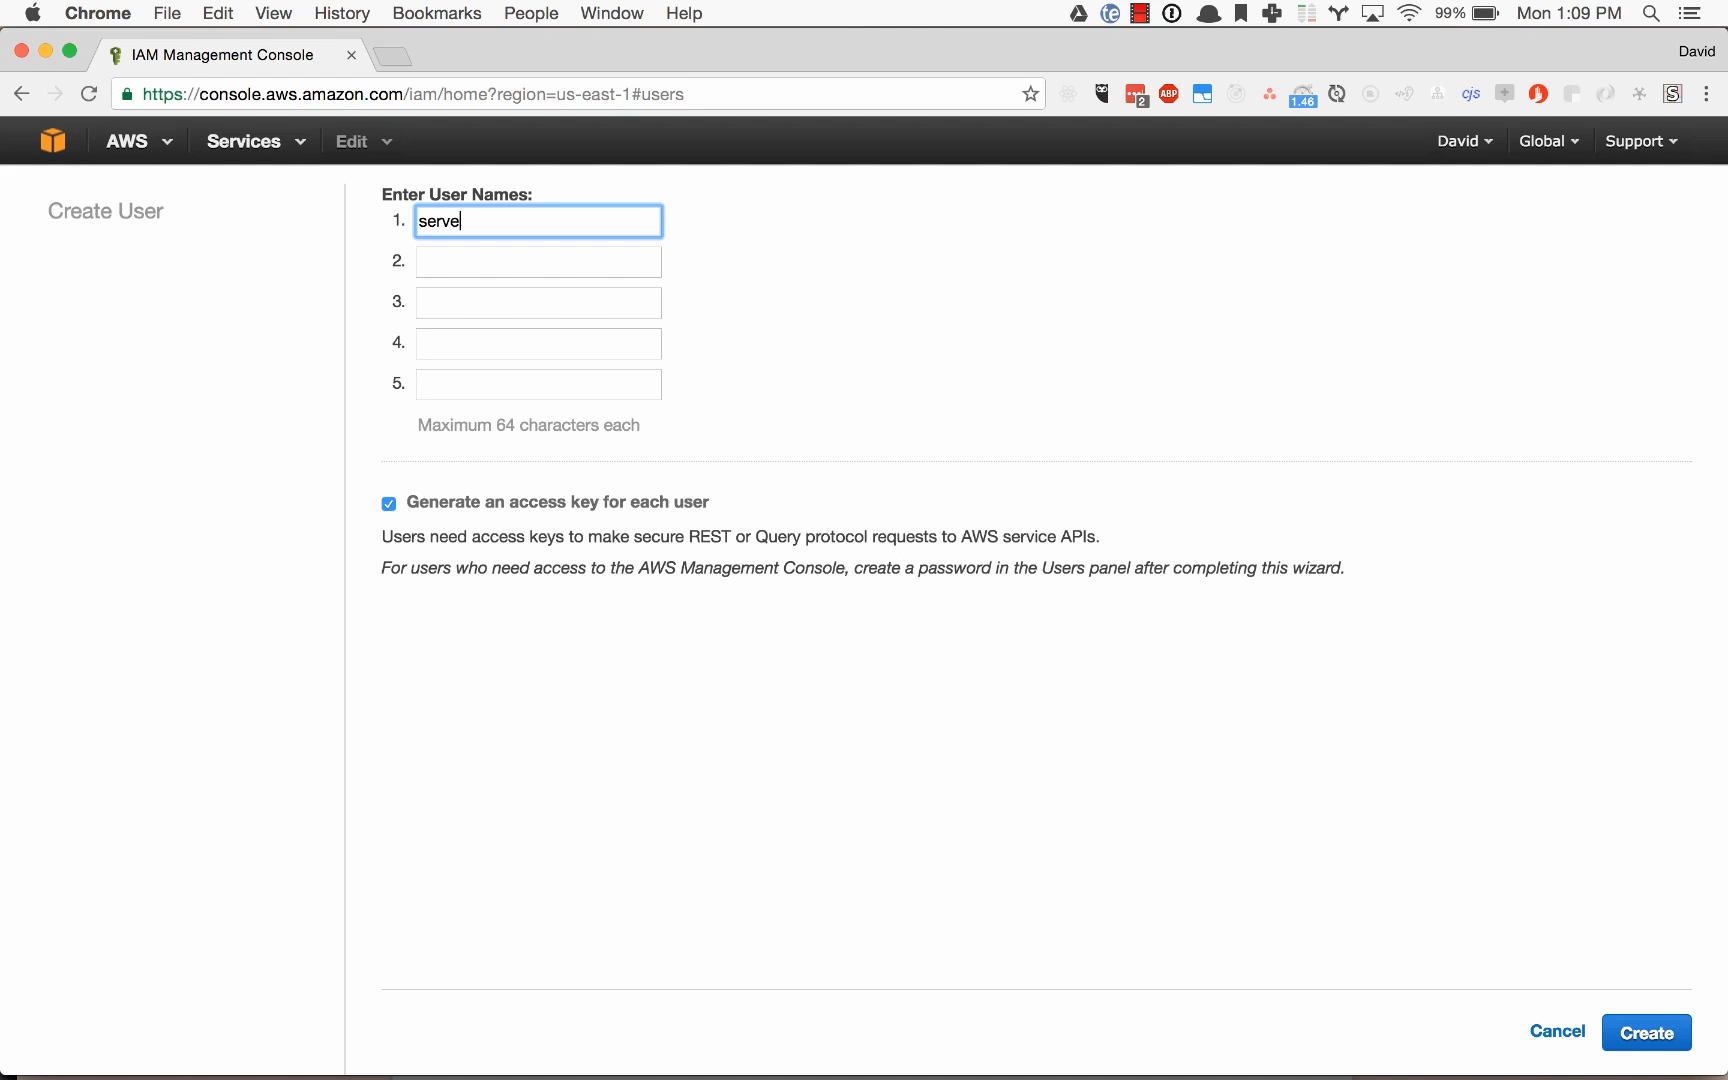 Chrome File Edit View History Bookmarks People Window Help 99% Mon 1:09 PM
IAM Management Console David
https://console.aws.amazon.com/iam/home?region=us-east-1#users 2 ABP 1.46 cjs S
AWS Services Edit David Global Support
Create User
Enter User Names:
1. serve
2.
3.
4.
5.
Maximum 64 characters each
Generate an access key for each user
Users need access keys to make secure REST or Query protocol requests to AWS service APIs.
For users who need access to the AWS Management Console, create a password in the Users panel after completing this wizard.
Cancel Create